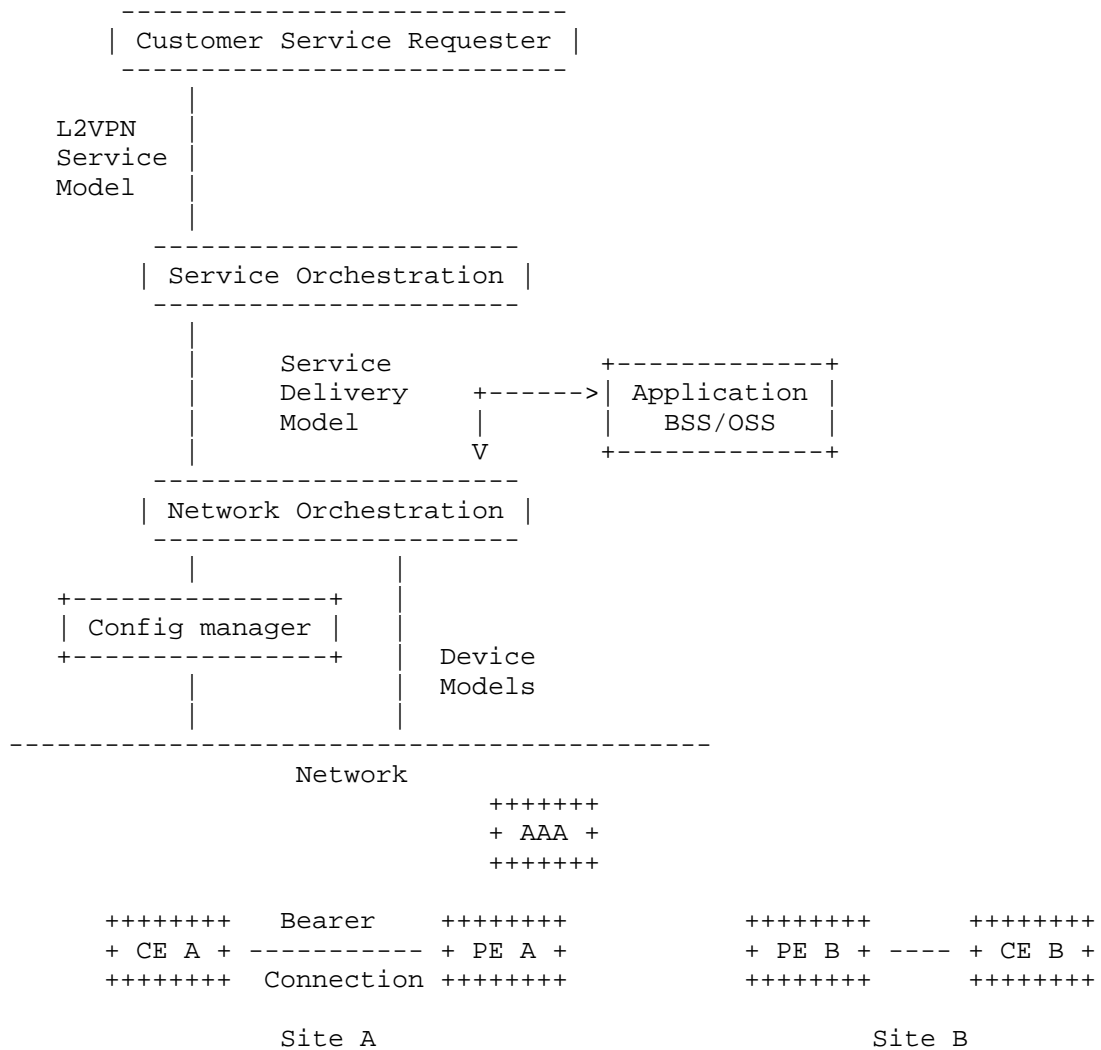 Customer Service Requester
L2VPN
Service
Model
Service Orchestration
Service
Delivery
Model
Application
BSS/OSS
V
Network Orchestration
Config manager
Device
Models
Network
AAA
Bearer
CE A
PE A
PE B
CE B
Connection
Site A
Site B